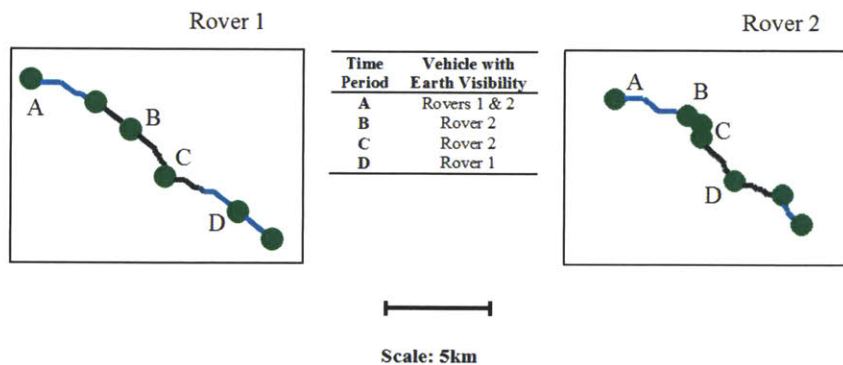 Rover 1
A
B
C
D
Time Period Vehicle with Earth Visibility
A Rovers 1 & 2
B Rover 2
C Rover 2
D Rover 1
Rover 2
A
B
C
D
Scale: 5km